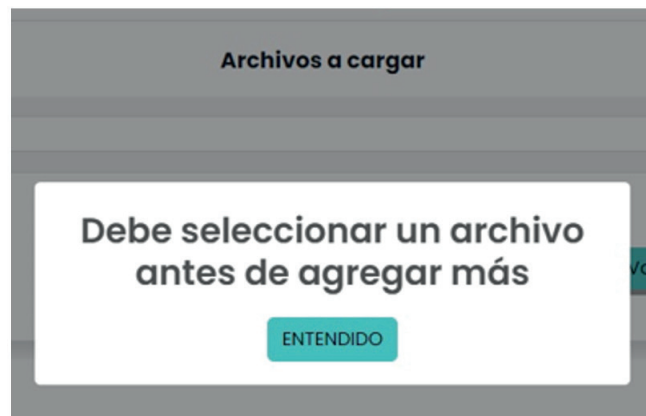 Archivos a cargar
Debe seleccionar un archivo
antes de agregar más
ENTENDIDO